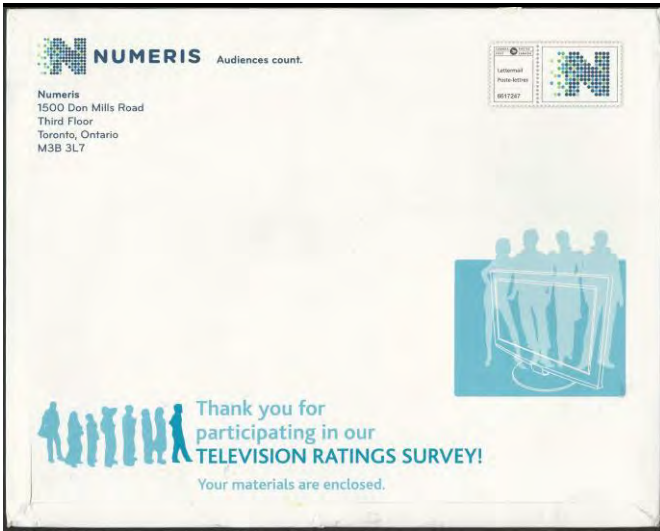 NUMERIS Audiences count.
Numeris
1500 Don Mills Road
Third Floor
Toronto, Ontario
M3B 3L7
Lettermail
Poste-lettres
Thank you for
participating in our
TELEVISION RATINGS SURVEY!
Your materials are enclosed.